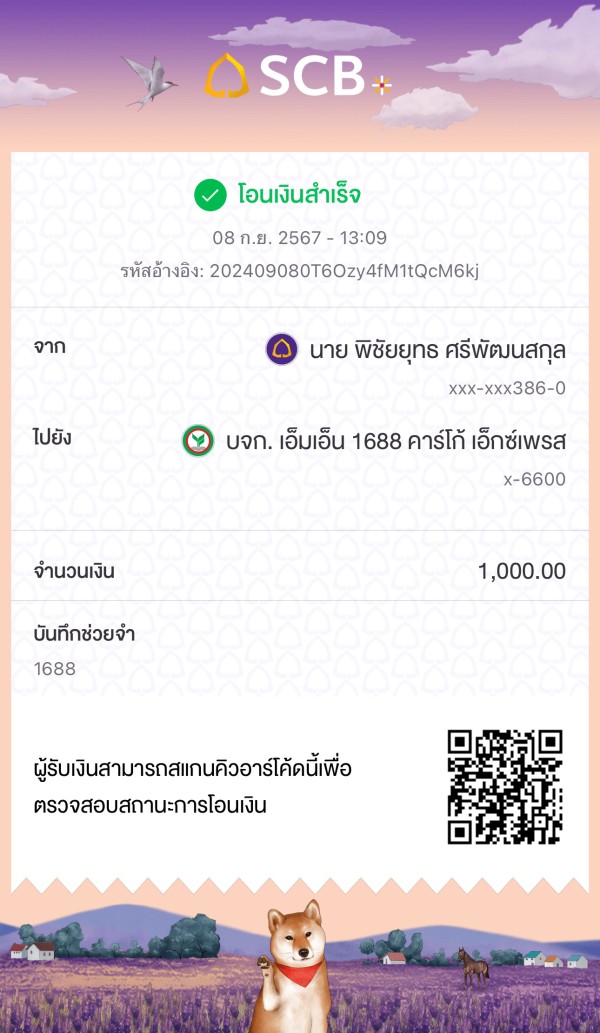 SCB
โอนเงินสำเร็จ
08 ก.ย. 2567 - 13:09
รหัสอ้างอิง: 202409080T6Ozy4fM1tQcM6kj
จาก
นาย พิชัยยุทธ ศรีพัฒนสกุล
xxx-xxx386-0
ไปยัง
บจก. เอ็มเอ็น 1688 คาร์โก้ เอ็กซ์เพรส
x-6600
จำนวนเงิน 1,000.00
บันทึกช่วยจำ
1688
ผู้รับเงินสามารถสแกนคิวอาร์โค้ดนี้เพื่อ
ตรวจสอบสถานะการโอนเงิน